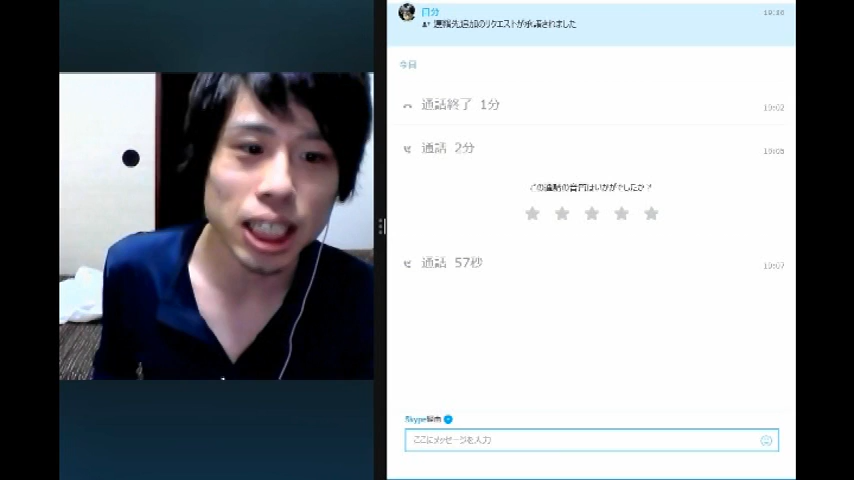 自分
19:16
連絡先追加のリクエストが承認されました
今日
通話終了 1分
19:02
通話 2分
19:05
この通話の音質はいかがでしたか？
通話 57秒
19:07
Skype経由
ここにメッセージを入力